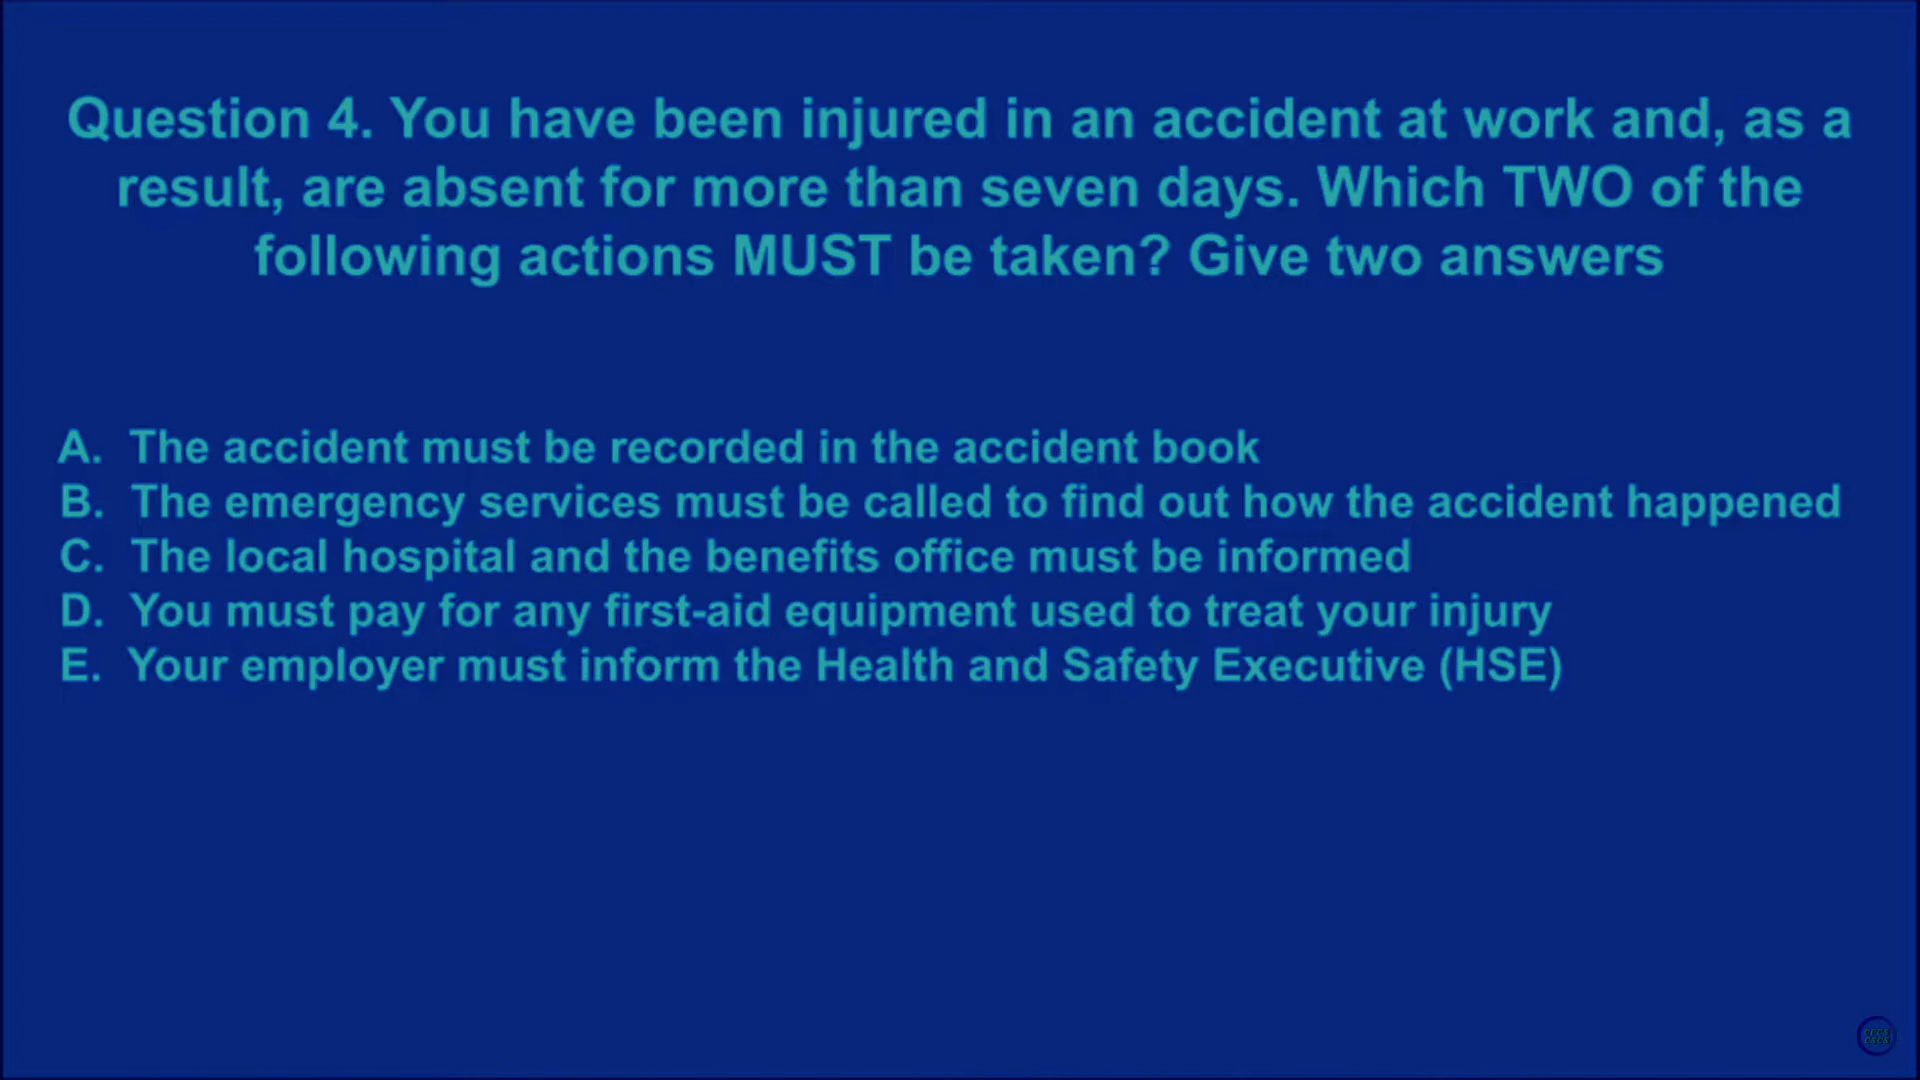 Question 4. You have been injured in an accident at work and, as a
result, are absent for more than seven days. Which TWO of the
following actions MUST be taken? Give two answers
A. The accident must be recorded in the accident book
B. The emergency services must be called to find out how the accident happened
C. The local hospital and the benefits office must be informed
D. You must pay for any first-aid equipment used to treat your injury
E. Your employer must inform the Health and Safety Executive (HSE)